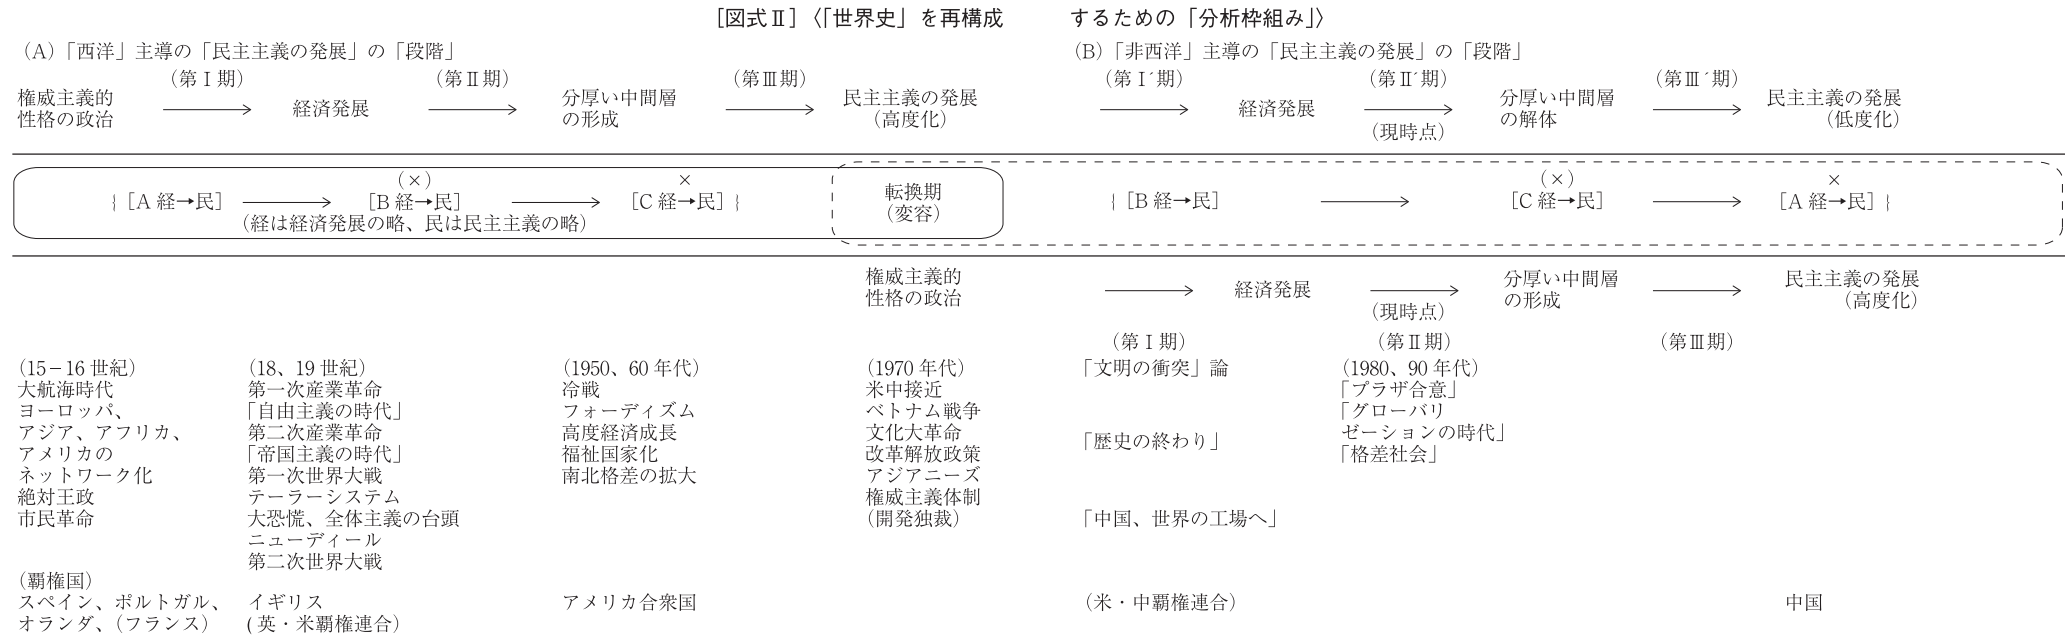 ［図式Ⅱ］〈「世界史」を再構成 するための「分析枠組み」〉
（A）「西洋」主導の「民主主義の発展」の「段階」
（第Ⅰ期）
（第Ⅱ期）
（第Ⅲ期）
権威主義的
性格の政治
経済発展
分厚い中間層
の形成
民主主義の発展
（高度化）
（B）「非西洋」主導の「民主主義の発展」の「段階」
（第Ⅰ´期）
（第Ⅱ´期）
（第Ⅲ´期）
経済発展
（現時点）
分厚い中間層
の解体
民主主義の発展
（低度化）
｛［A 経→民］
（×）
［B 経→民］
×
［C 経→民］｝
（経は経済発展の略、民は民主主義の略）
転換期
（変容）
｛［B 経→民］
（×）
［C 経→民］
×
［A 経→民］｝
権威主義的
性格の政治
経済発展
（現時点）
分厚い中間層
の形成
民主主義の発展
（高度化）
（第Ⅰ期）
（第Ⅱ期）
（第Ⅲ期）
（15－16 世紀）
大航海時代
ヨーロッパ、
アジア、アフリカ、
アメリカの
ネットワーク化
絶対王政
市民革命
（覇権国）
スペイン、ポルトガル、
オランダ、（フランス）
（18、19 世紀）
第一次産業革命
「自由主義の時代」
第二次産業革命
「帝国主義の時代」
第一次世界大戦
テーラーシステム
大恐慌、全体主義の台頭
ニューディール
第二次世界大戦
イギリス
（英・米覇権連合）
（1950、60 年代）
冷戦
フォーディズム
高度経済成長
福祉国家化
南北格差の拡大
アメリカ合衆国
（1970 年代）
米中接近
ベトナム戦争
文化大革命
改革解放政策
アジアニーズ
権威主義体制
（開発独裁）
「文明の衝突」論
「歴史の終わり」
「中国、世界の工場へ」
（米・中覇権連合）
（1980、90 年代）
「プラザ合意」
「グローバリ
ゼーションの時代」
「格差社会」
中国